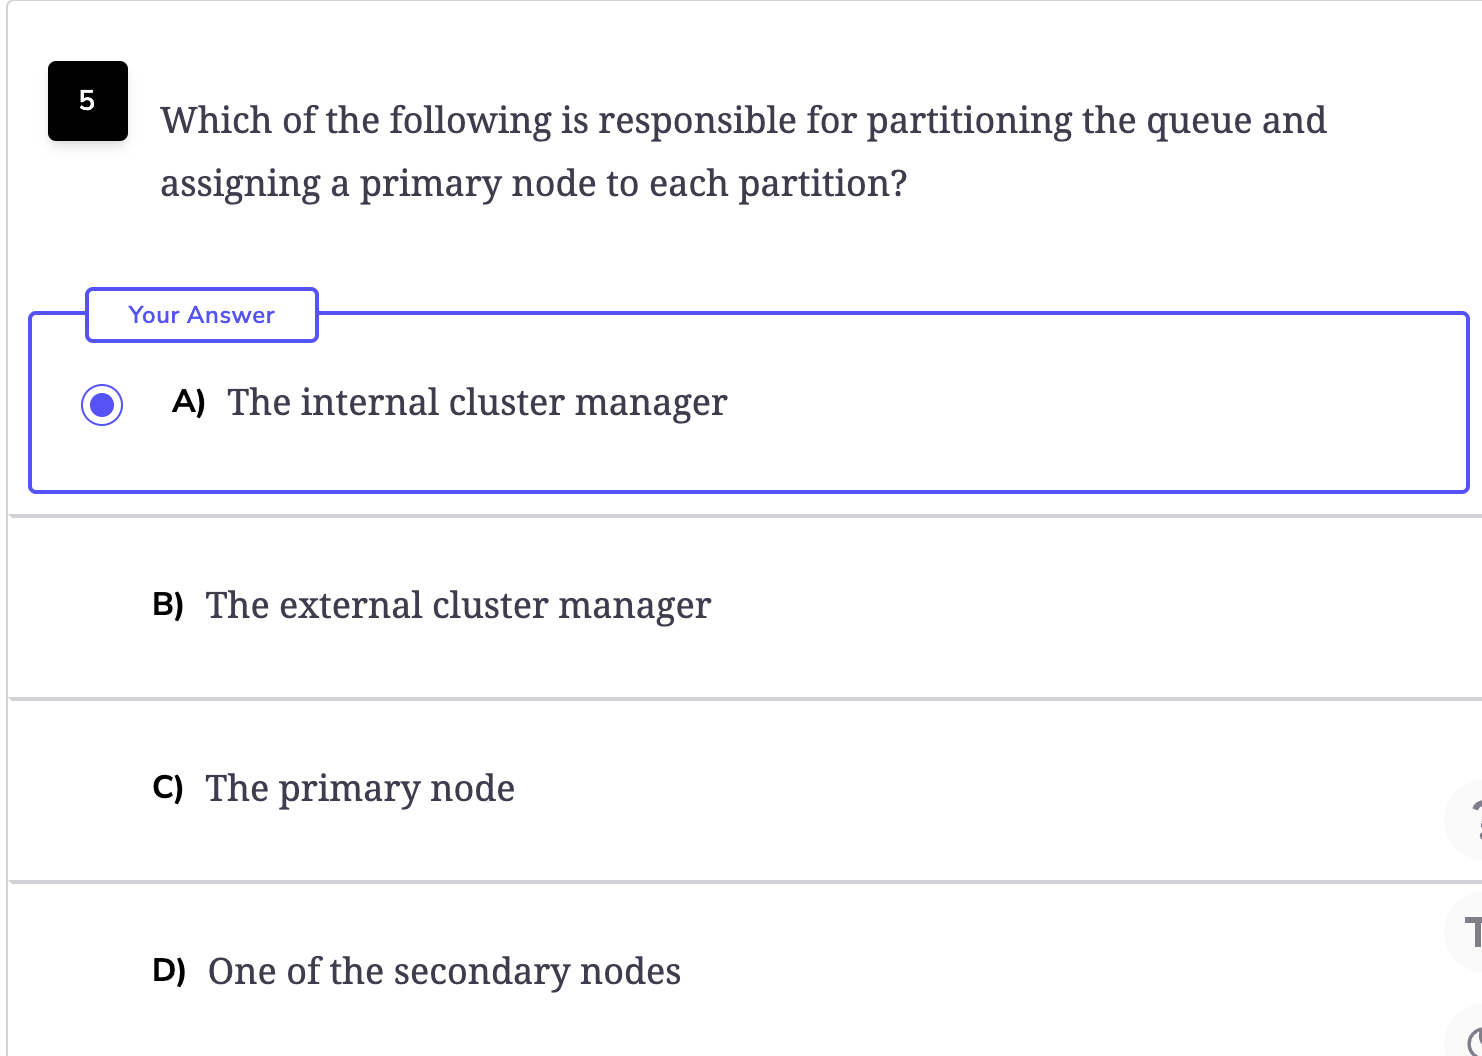 5
Which of the following is responsible for partitioning the queue and
assigning a primary node to each partition?
Your Answer
A) The internal cluster manager
B) The external cluster manager
C) The primary node
D) One of the secondary nodes